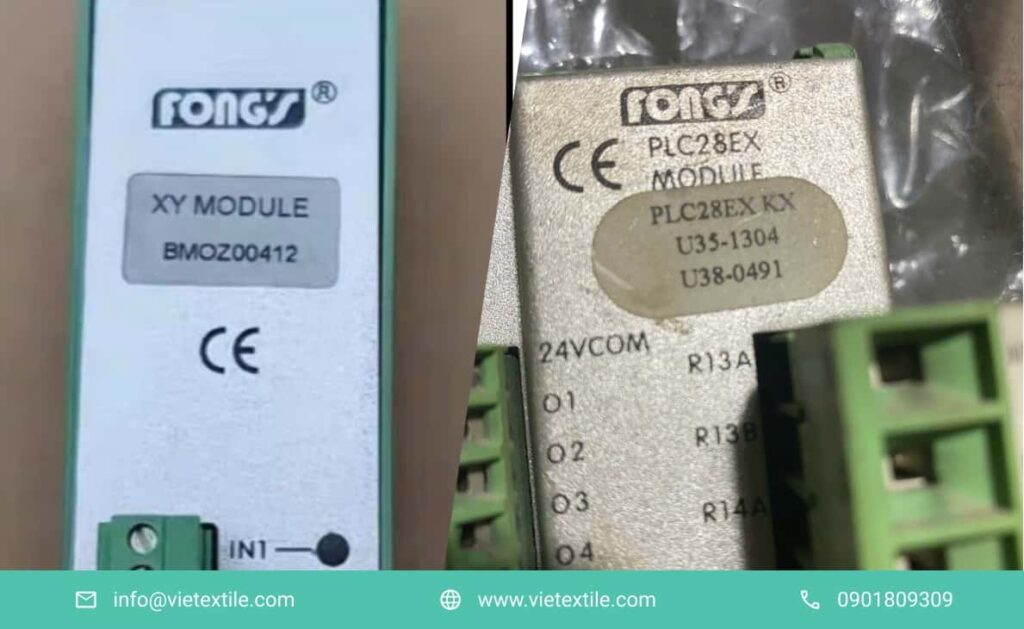 FONG'S®
XY MODULE
BMOZ00412
CE
IN1
FONG'S®
CE
PLC28EX
MODULE
PLC28EX KX
U35-1304
U38-0491
24VCOM
R13A
O1
R13B
O2
O3
R14A
O4
info@vietextile.com
www.vietextile.com
0901809309